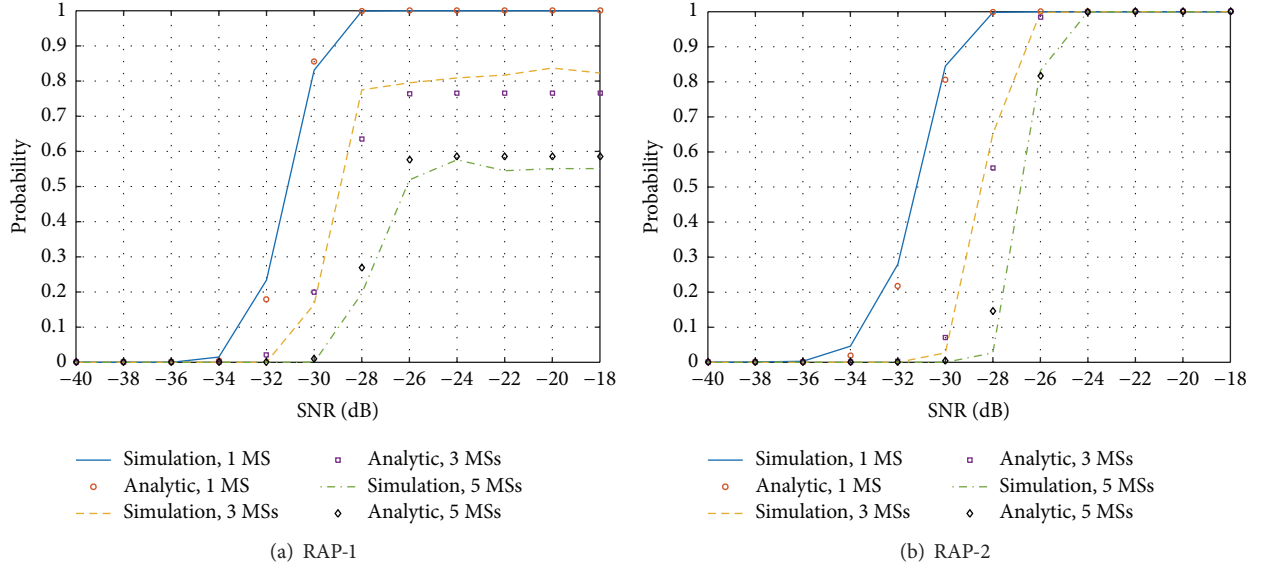 1
0.9
0.8
0.7
0.6
0.5
0.4
0.3
0.2
0.1
0
Probability
−40 −38 −36 −34 −32 −30 −28 −26 −24 −22 −20 −18
SNR (dB)
Simulation, 1 MS
Analytic, 1 MS
Simulation, 3 MSs
Analytic, 3 MSs
Simulation, 5 MSs
Analytic, 5 MSs
(a) RAP-1
1
0.9
0.8
0.7
0.6
0.5
0.4
0.3
0.2
0.1
0
Probability
−40 −38 −36 −34 −32 −30 −28 −26 −24 −22 −20 −18
SNR (dB)
Simulation, 1 MS
Analytic, 1 MS
Simulation, 3 MSs
Analytic, 3 MSs
Simulation, 5 MSs
Analytic, 5 MSs
(b) RAP-2